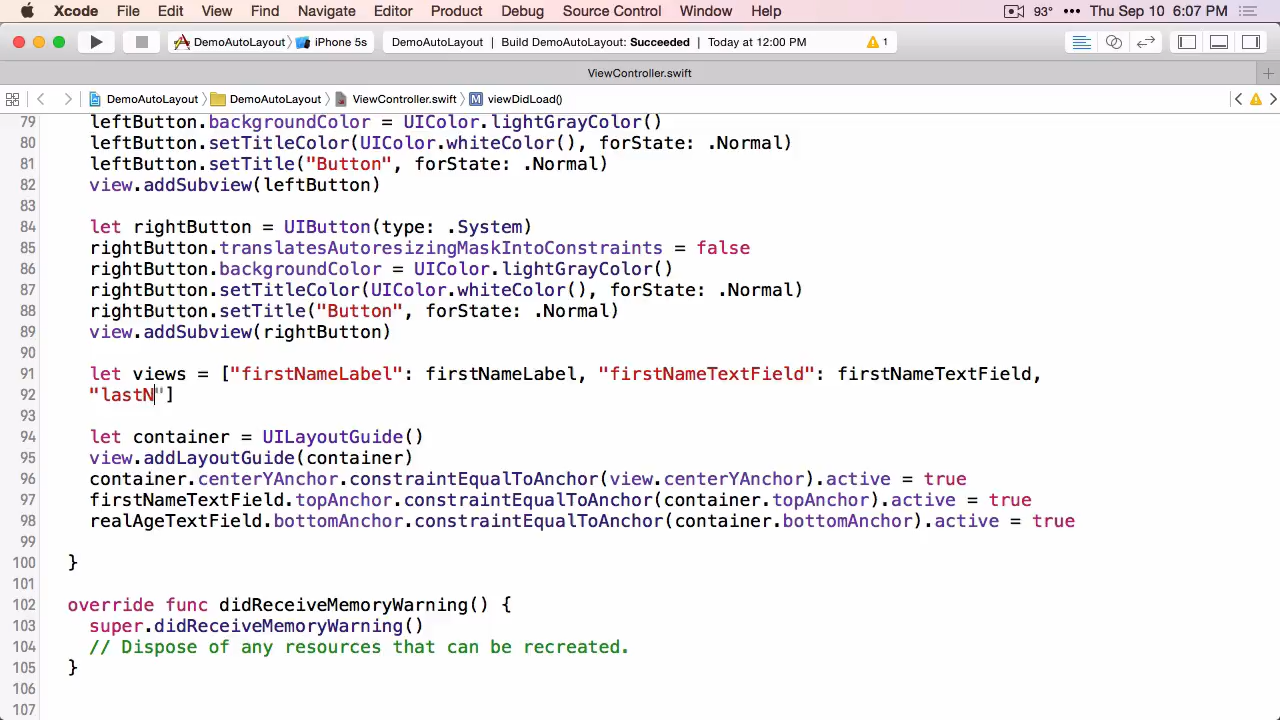 Xcode File Edit View Find Navigate Editor Product Debug Source Control Window Help 93° ••• Thu Sep 10 6:07 PM
DemoAutoLayout iPhone 5s DemoAutoLayout | Build DemoAutoLayout: Succeeded | Today at 12:00 PM 1
ViewController.swift
DemoAutoLayout DemoAutoLayout ViewController.swift M viewDidLoad()
79 leftButton.backgroundColor = UIColor.lightGrayColor()
80 leftButton.setTitleColor(UIColor.whiteColor(), forState: .Normal)
81 leftButton.setTitle("Button", forState: .Normal)
82 view.addSubview(leftButton)
83
84 let rightButton = UIButton(type: .System)
85 rightButton.translatesAutoresizingMaskIntoConstraints = false
86 rightButton.backgroundColor = UIColor.lightGrayColor()
87 rightButton.setTitleColor(UIColor.whiteColor(), forState: .Normal)
88 rightButton.setTitle("Button", forState: .Normal)
89 view.addSubview(rightButton)
90
91 let views = ["firstNameLabel": firstNameLabel, "firstNameTextField": firstNameTextField,
92 "lastN"]
93
94 let container = UILayoutGuide()
95 view.addLayoutGuide(container)
96 container.centerYAnchor.constraintEqualToAnchor(view.centerYAnchor).active = true
97 firstNameTextField.topAnchor.constraintEqualToAnchor(container.topAnchor).active = true
98 realAgeTextField.bottomAnchor.constraintEqualToAnchor(container.bottomAnchor).active = true
99
100 }
101
102 override func didReceiveMemoryWarning() {
103 super.didReceiveMemoryWarning()
104 // Dispose of any resources that can be recreated.
105 }
106
107